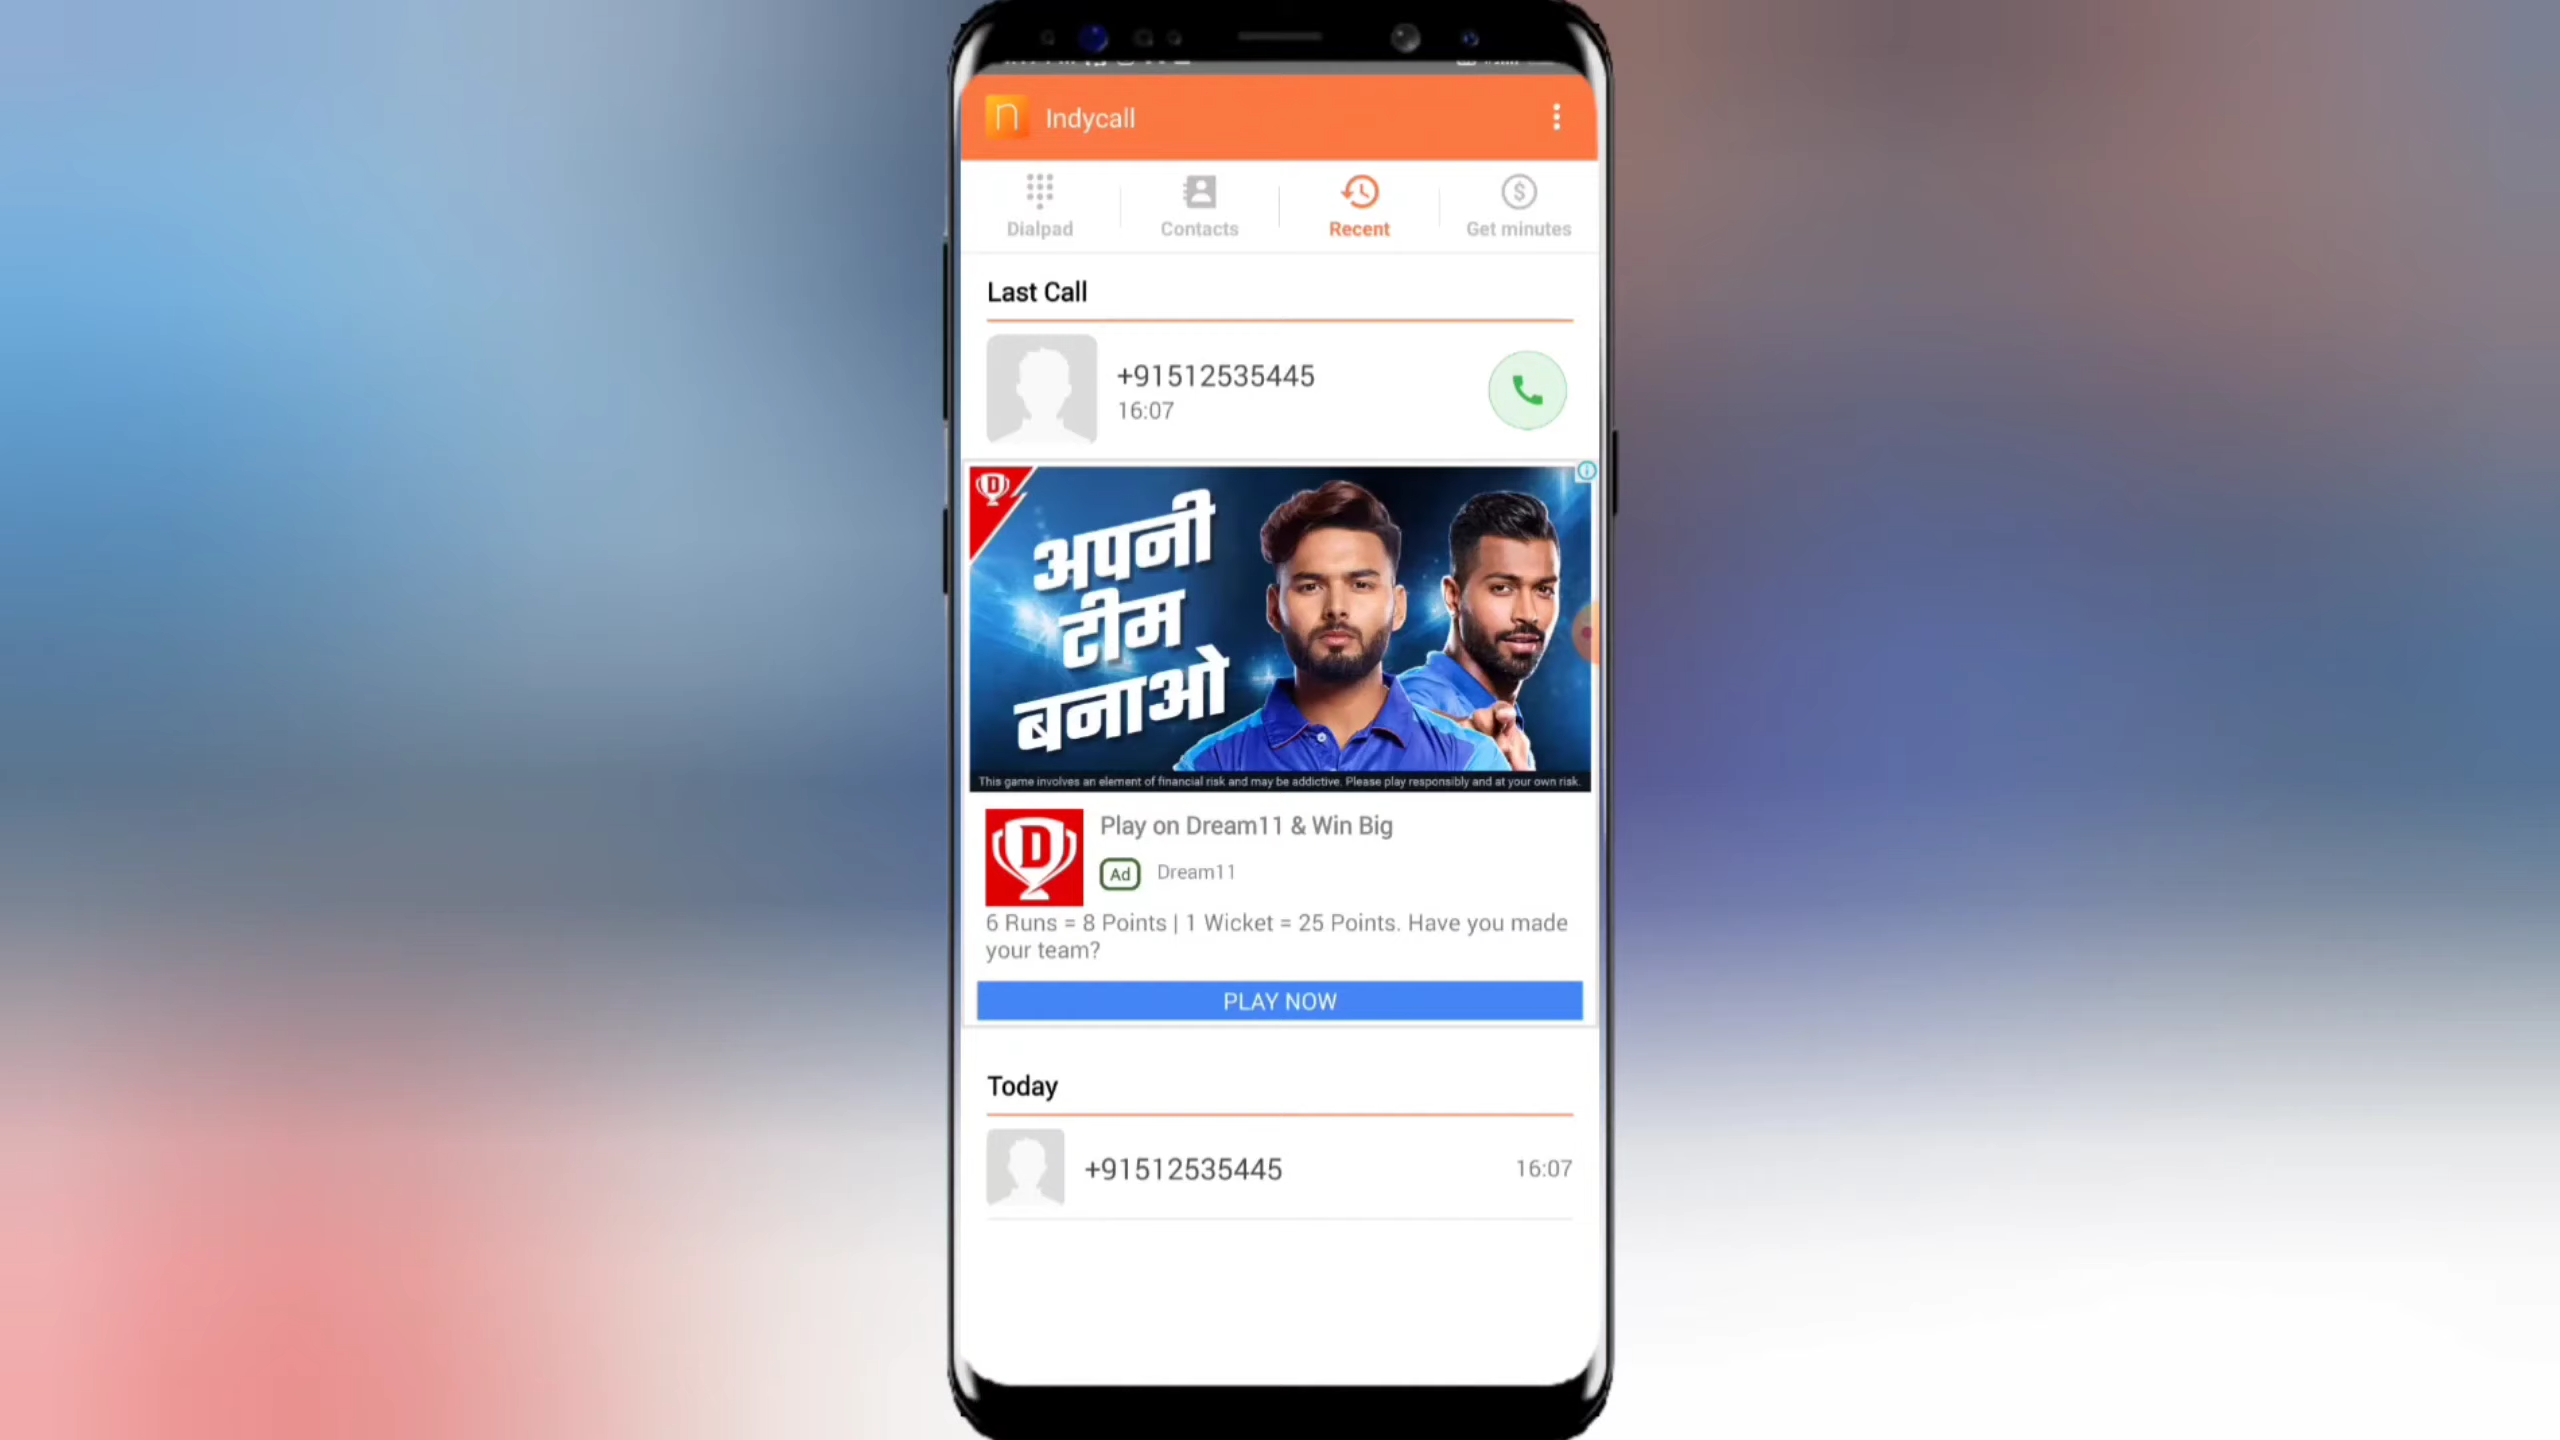 Indycall
Dialpad
Contacts
Recent
Get minutes
Last Call
+91512535445
16:07
अपनी
टीम
बनाओ
This game involves an element of financial risk and may be addictive. Please play responsibly and at your own risk.
Play on Dream11 & Win Big
Ad Dream11
6 Runs = 8 Points | 1 Wicket = 25 Points. Have you made
your team?
PLAY NOW
Today
+91512535445 16:07